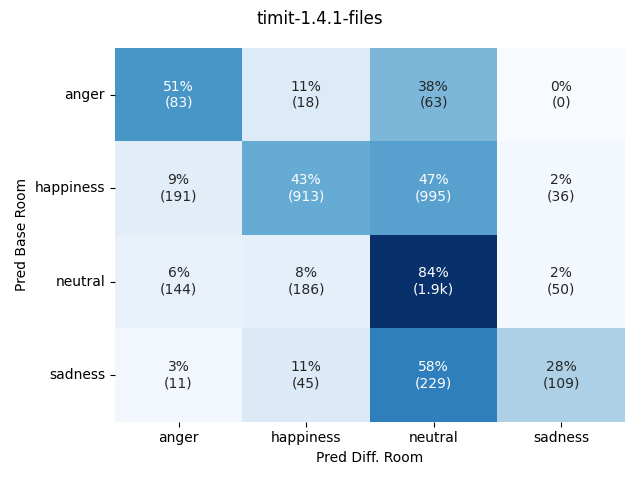 timit-1.4.1-files
Pred Base Room
anger
51% 11% 38% 0%
(83) (18) (63) (0)
happiness
9% 43% 47% 2%
(191) (913) (995) (36)
neutral
6% 8% 84% 2%
(144) (186) (1.9k) (50)
sadness
3% 11% 58% 28%
(11) (45) (229) (109)
anger happiness neutral sadness
Pred Diff. Room